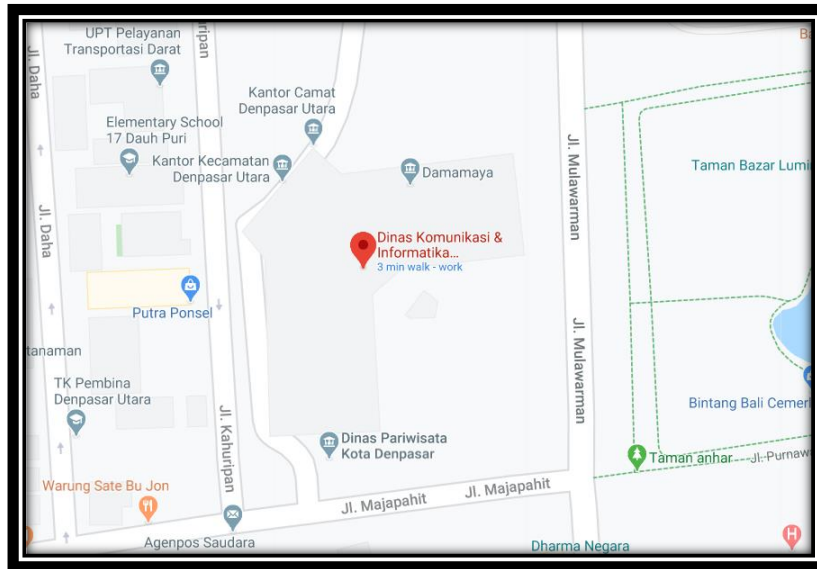 UPT Pelayanan
Transportasi Darat
Jl. Daha
Kantor Camat
Denpasar Utara
Elementary School
17 Dauh Puri
Kantor Kecamatan
Denpasar Utara
Damamaya
Jl. Mulawarman
Taman Bazar
Jl. Daha
Dinas Komunikasi &
Informatika...
3 min walk - work
Putra Ponsel
Jl. Mulawarman
TK Pembina
Denpasar Utara
Bintang Bali
Jl. Kahuripan
Dinas Pariwisata
Kota Denpasar
Taman anhar
Warung Sate Bu Jon
Jl. Majapahit
Jl. Majapahit
Agenpos Saudara
Dharma Negara
H